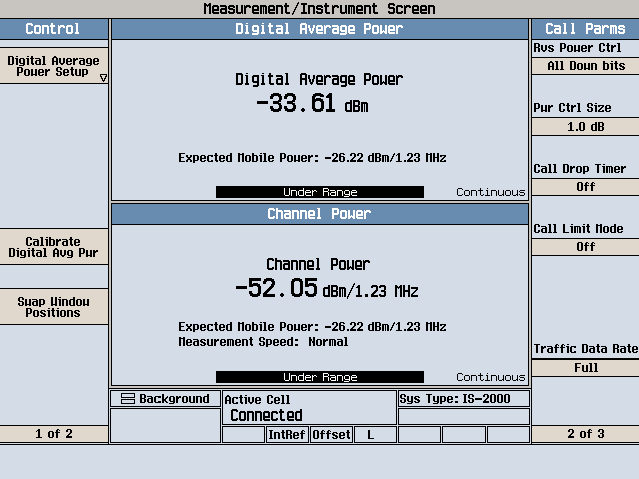 Measurement/Instrument Screen
Control
Digital Average
Power Setup
Calibrate
Digital Avg Pwr
Swap Window
Positions
1 of 2
Digital Average Power
Digital Average Power
-33.61 dBm
Expected Mobile Power: -26.22 dBm/1.23 MHz
Under Range
Continuous
Channel Power
Channel Power
-52.05 dBm/1.23 MHz
Expected Mobile Power: -26.22 dBm/1.23 MHz
Measurement Speed: Normal
Under Range
Continuous
Background
Active Cell
Connected
Sys Type: IS-2000
IntRef
Offset
L
Call Parms
Rvs Power Ctrl
All Down bits
Pwr Ctrl Size
1.0 dB
Call Drop Timer
Off
Call Limit Mode
Off
Traffic Data Rate
Full
2 of 3